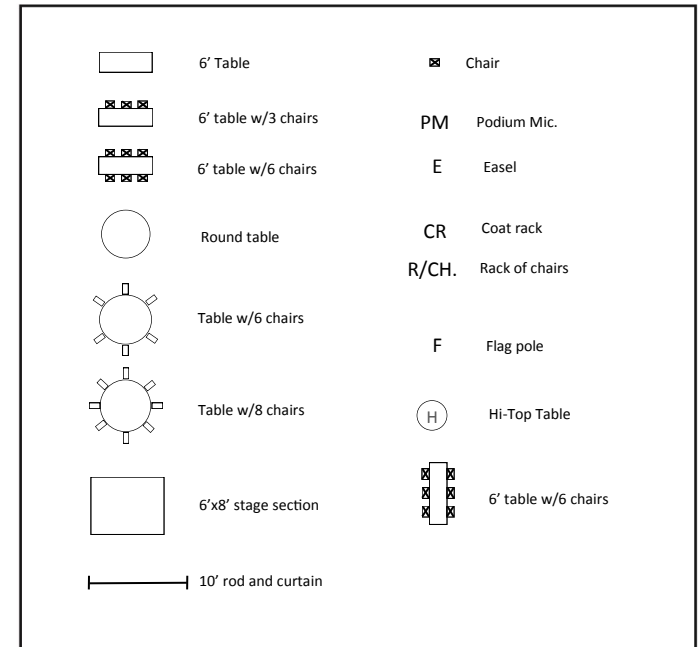 6’ Table
6’ table w/3 chairs
6’ table w/6 chairs
Round table
Table w/6 chairs
Table w/8 chairs
6’x8’ stage section
10’ rod and curtain
Chair
PM Podium Mic.
E Easel
CR Coat rack
R/CH. Rack of chairs
F Flag pole
H Hi-Top Table
6’ table w/6 chairs